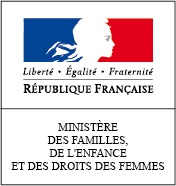 Liberté • Égalité • Fraternité
RÉPUBLIQUE FRANÇAISE
MINISTÈRE
DES FAMILLES,
DE L'ENFANCE
ET DES DROITS DES FEMMES